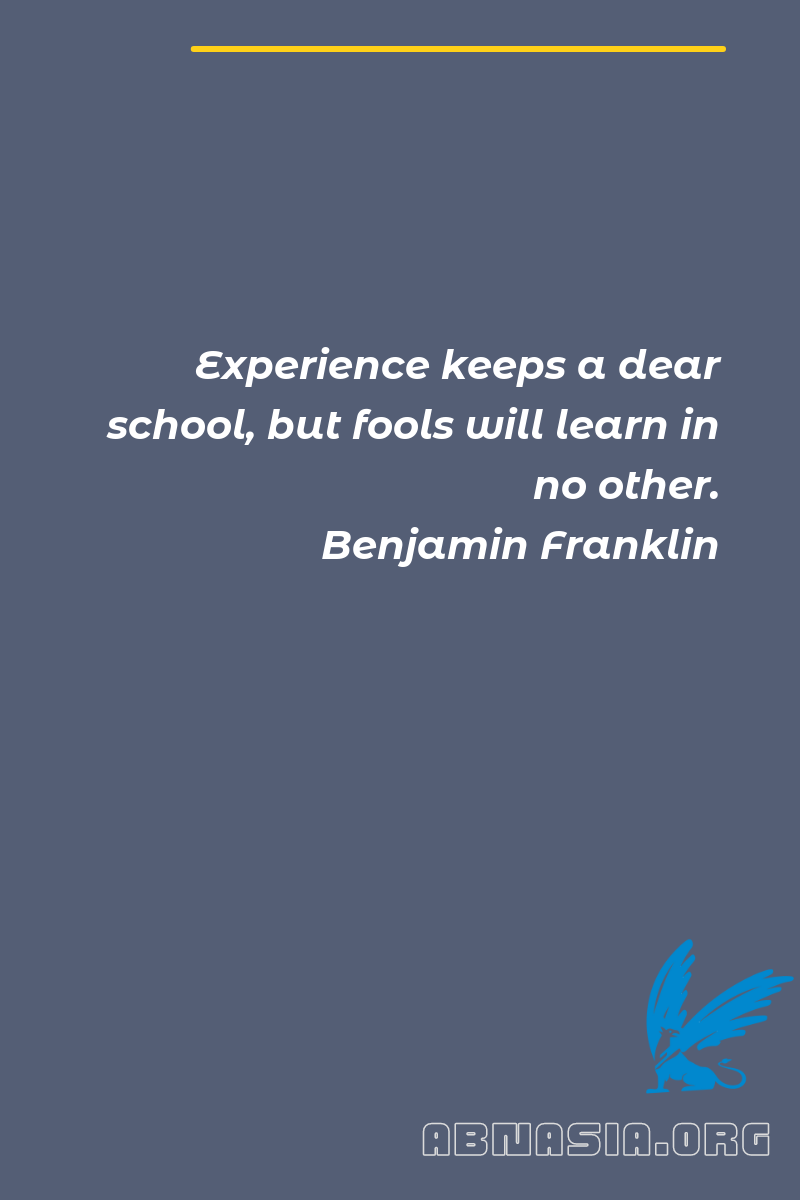 Experience keeps a dear
school, but fools will learn in
no other.
Benjamin Franklin
ABNASIA.ORG